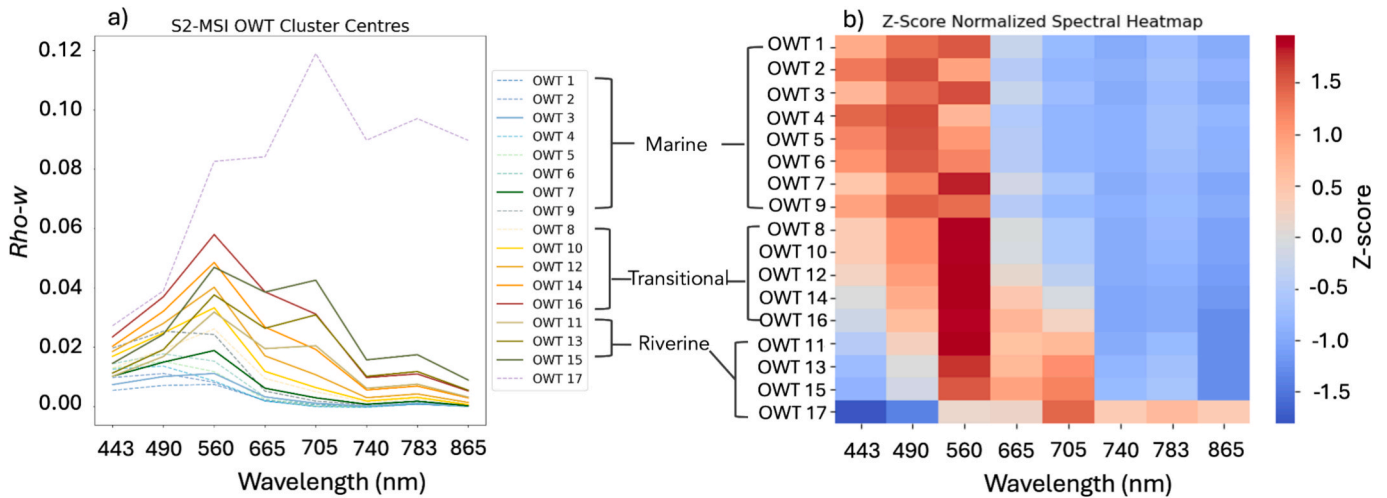 a)
S2-MSI OWT Cluster Centres
Rho-w
0.12
0.10
0.08
0.06
0.04
0.02
0.00
443 490 560 665 705 740 783 865
Wavelength (nm)
OWT 1
OWT 2
OWT 3
OWT 4
OWT 5
OWT 6
OWT 7
OWT 9
OWT 8
OWT 10
OWT 12
OWT 14
OWT 16
OWT 11
OWT 13
OWT 15
OWT 17
Marine
Transitional
Riverine
b)
Z-Score Normalized Spectral Heatmap
OWT 1
OWT 2
OWT 3
OWT 4
OWT 5
OWT 6
OWT 7
OWT 9
OWT 8
OWT 10
OWT 12
OWT 14
OWT 16
OWT 11
OWT 13
OWT 15
OWT 17
443 490 560 665 705 740 783 865
Wavelength (nm)
1.5
1.0
0.5
0.0
-0.5
-1.0
-1.5
Z-score